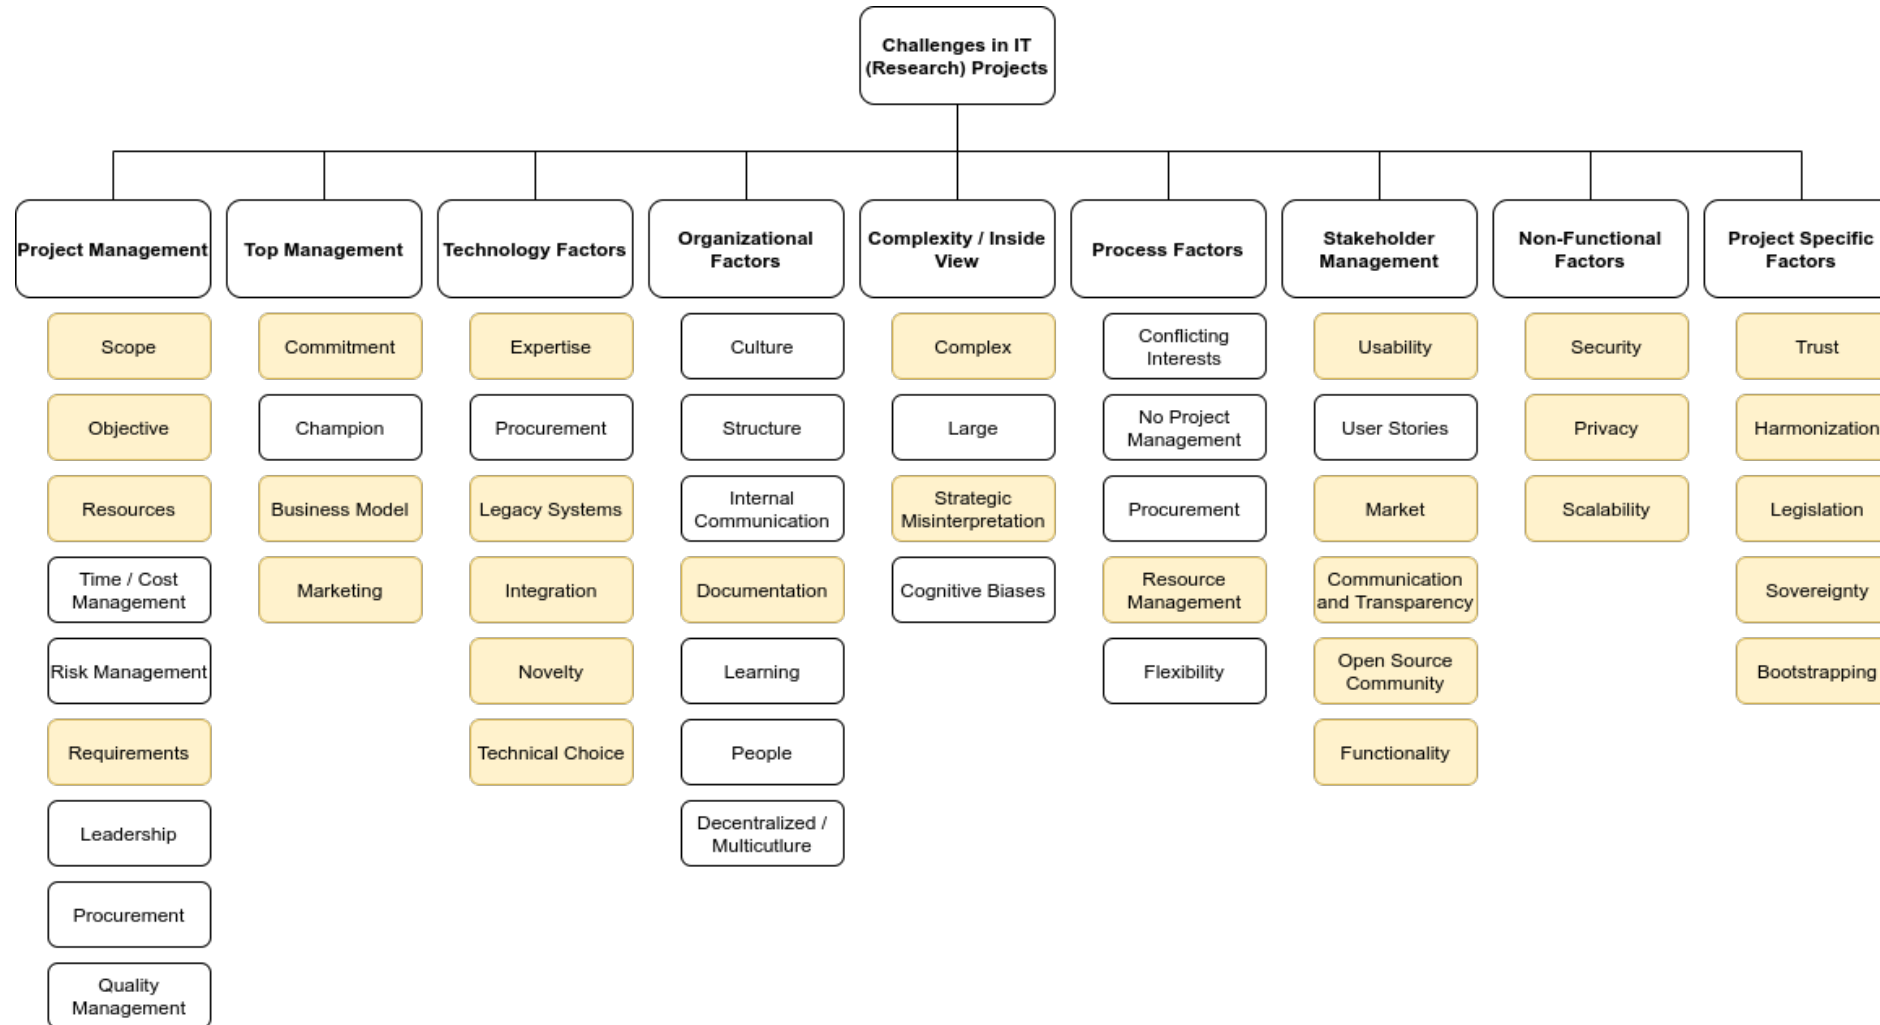 Challenges in IT
(Research) Projects
Project Management
Top Management
Technology Factors
Organizational
Factors
Complexity / Inside
View
Process Factors
Stakeholder
Management
Non-Functional
Factors
Project Specific
Factors
Scope
Objective
Resources
Time / Cost
Management
Risk Management
Requirements
Leadership
Procurement
Quality
Management
Commitment
Champion
Business Model
Marketing
Expertise
Procurement
Legacy Systems
Integration
Novelty
Technical Choice
Culture
Structure
Internal
Communication
Documentation
Learning
People
Decentralized /
Multicutlure
Complex
Large
Strategic
Misinterpretation
Cognitive Biases
Conflicting
Interests
No Project
Management
Procurement
Resource
Management
Flexibility
Usability
User Stories
Market
Communication
and Transparency
Open Source
Community
Functionality
Security
Privacy
Scalability
Trust
Harmonization
Legislation
Sovereignty
Bootstrapping